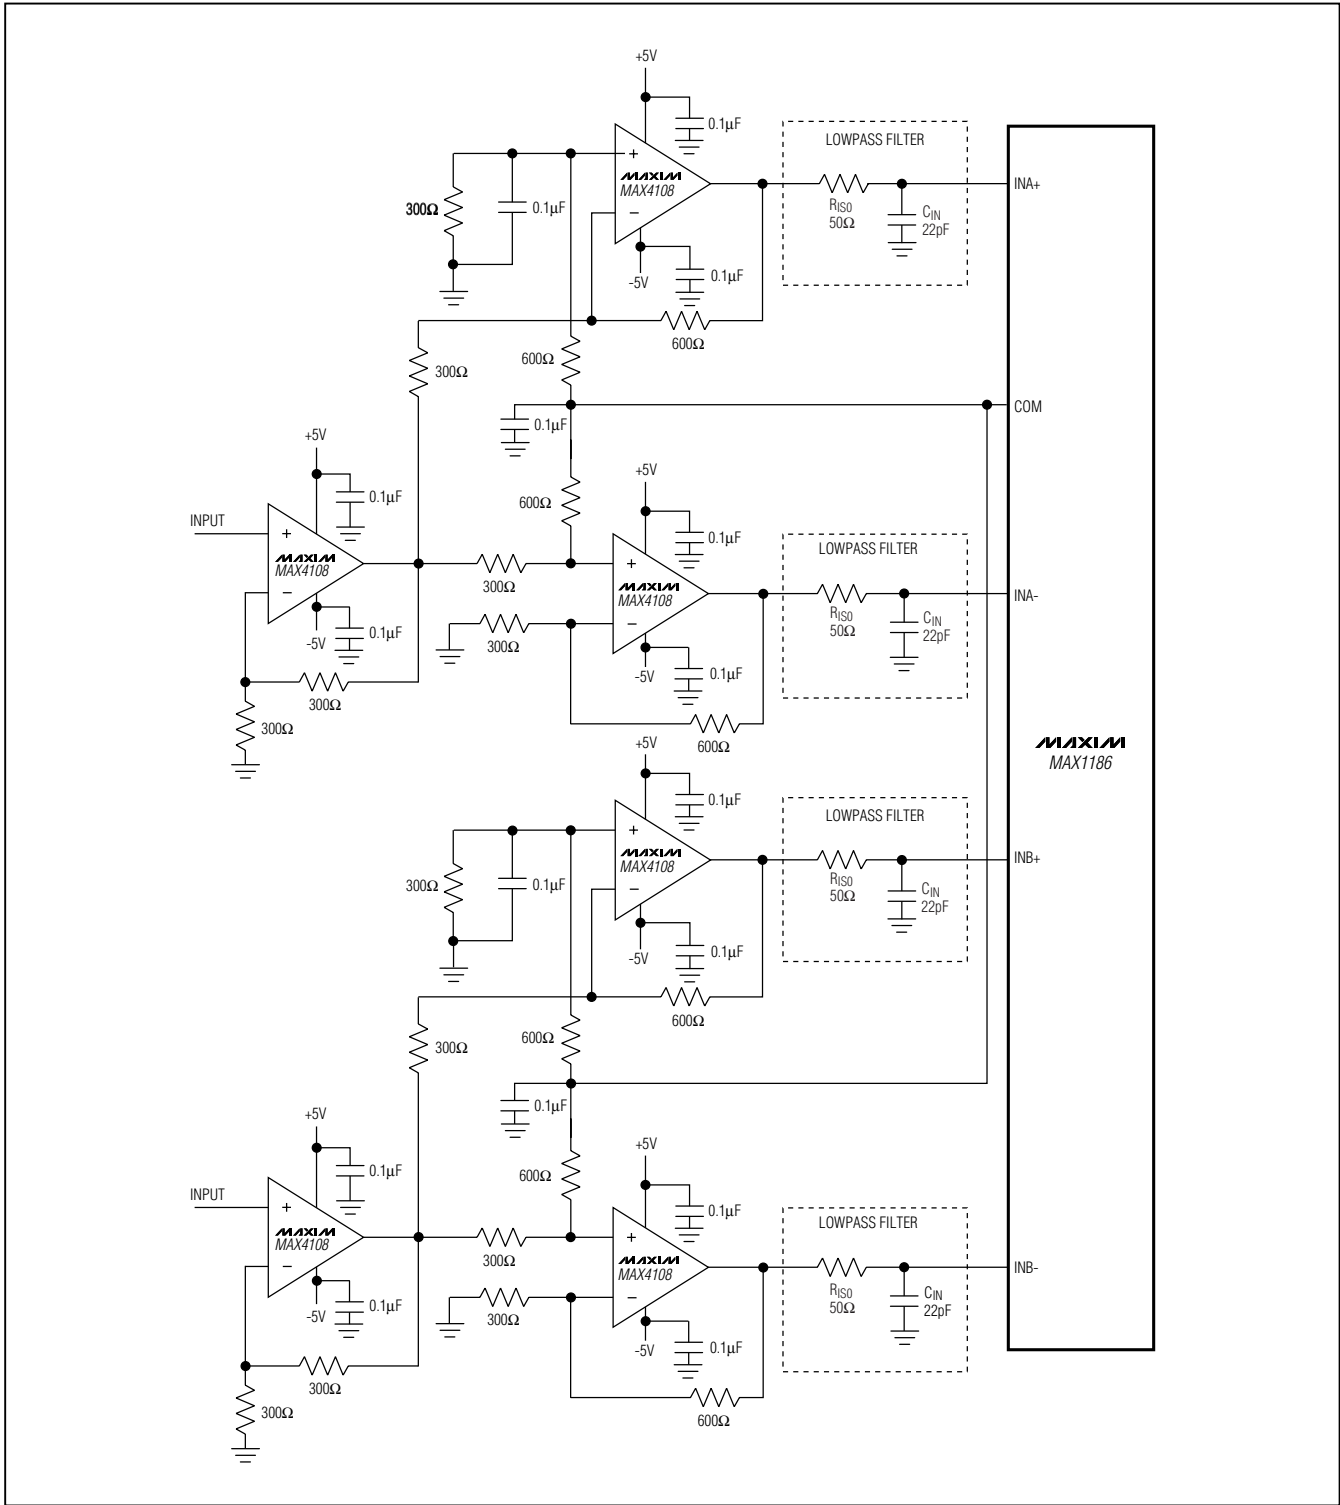 +5V
0.1µF
LOWPASS FILTER
+
MAXIM
MAX4108
300Ω
0.1µF
−
RISO
50Ω
CIN
22pF
INA+
-5V
0.1µF
600Ω
300Ω
600Ω
COM
0.1µF
+5V
0.1µF
INPUT
+
MAXIM
MAX4108
−
-5V
0.1µF
300Ω
300Ω
600Ω
+5V
0.1µF
LOWPASS FILTER
300Ω
+
MAXIM
MAX4108
−
300Ω
RISO
50Ω
CIN
22pF
INA-
-5V
0.1µF
600Ω
MAXIM
MAX1186
+5V
0.1µF
LOWPASS FILTER
+
MAXIM
MAX4108
300Ω
0.1µF
−
RISO
50Ω
CIN
22pF
INB+
-5V
0.1µF
600Ω
300Ω
600Ω
0.1µF
+5V
0.1µF
INPUT
+
MAXIM
MAX4108
−
-5V
0.1µF
300Ω
300Ω
600Ω
+5V
0.1µF
LOWPASS FILTER
300Ω
+
MAXIM
MAX4108
−
300Ω
RISO
50Ω
CIN
22pF
INB-
-5V
0.1µF
600Ω